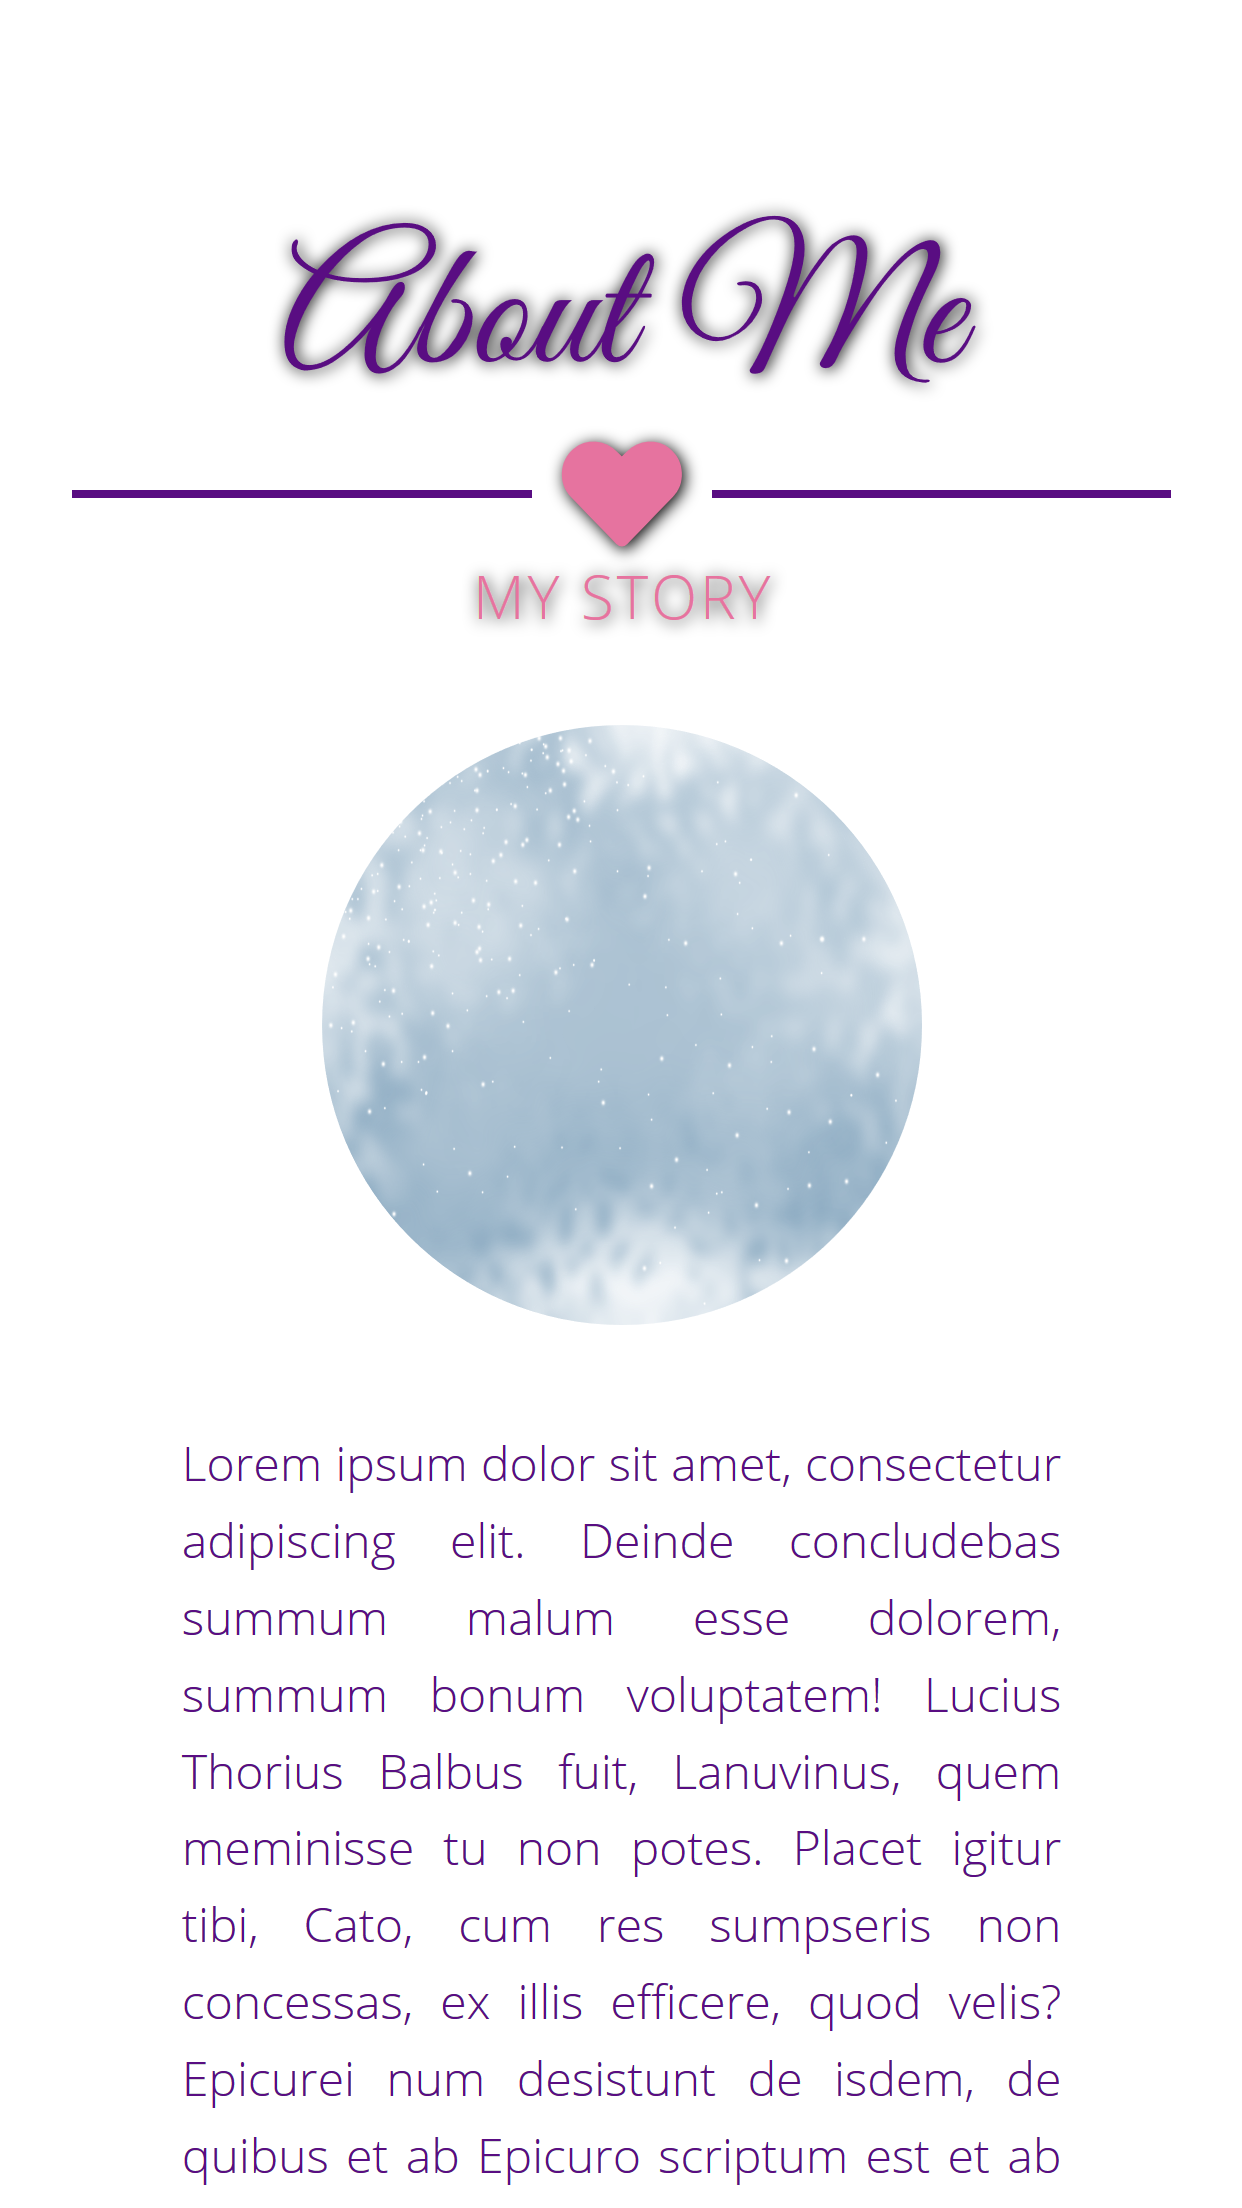 About Me
MY STORY
Lorem ipsum dolor sit amet, consectetur
adipiscing elit. Deinde concludebas
summum malum esse dolorem,
summum bonum voluptatem! Lucius
Thorius Balbus fuit, Lanuvinus, quem
meminisse tu non potes. Placet igitur
tibi, Cato, cum res sumpseris non
concessas, ex illis efficere, quod velis?
Epicurei num desistunt de isdem, de
quibus et ab Epicuro scriptum est et ab